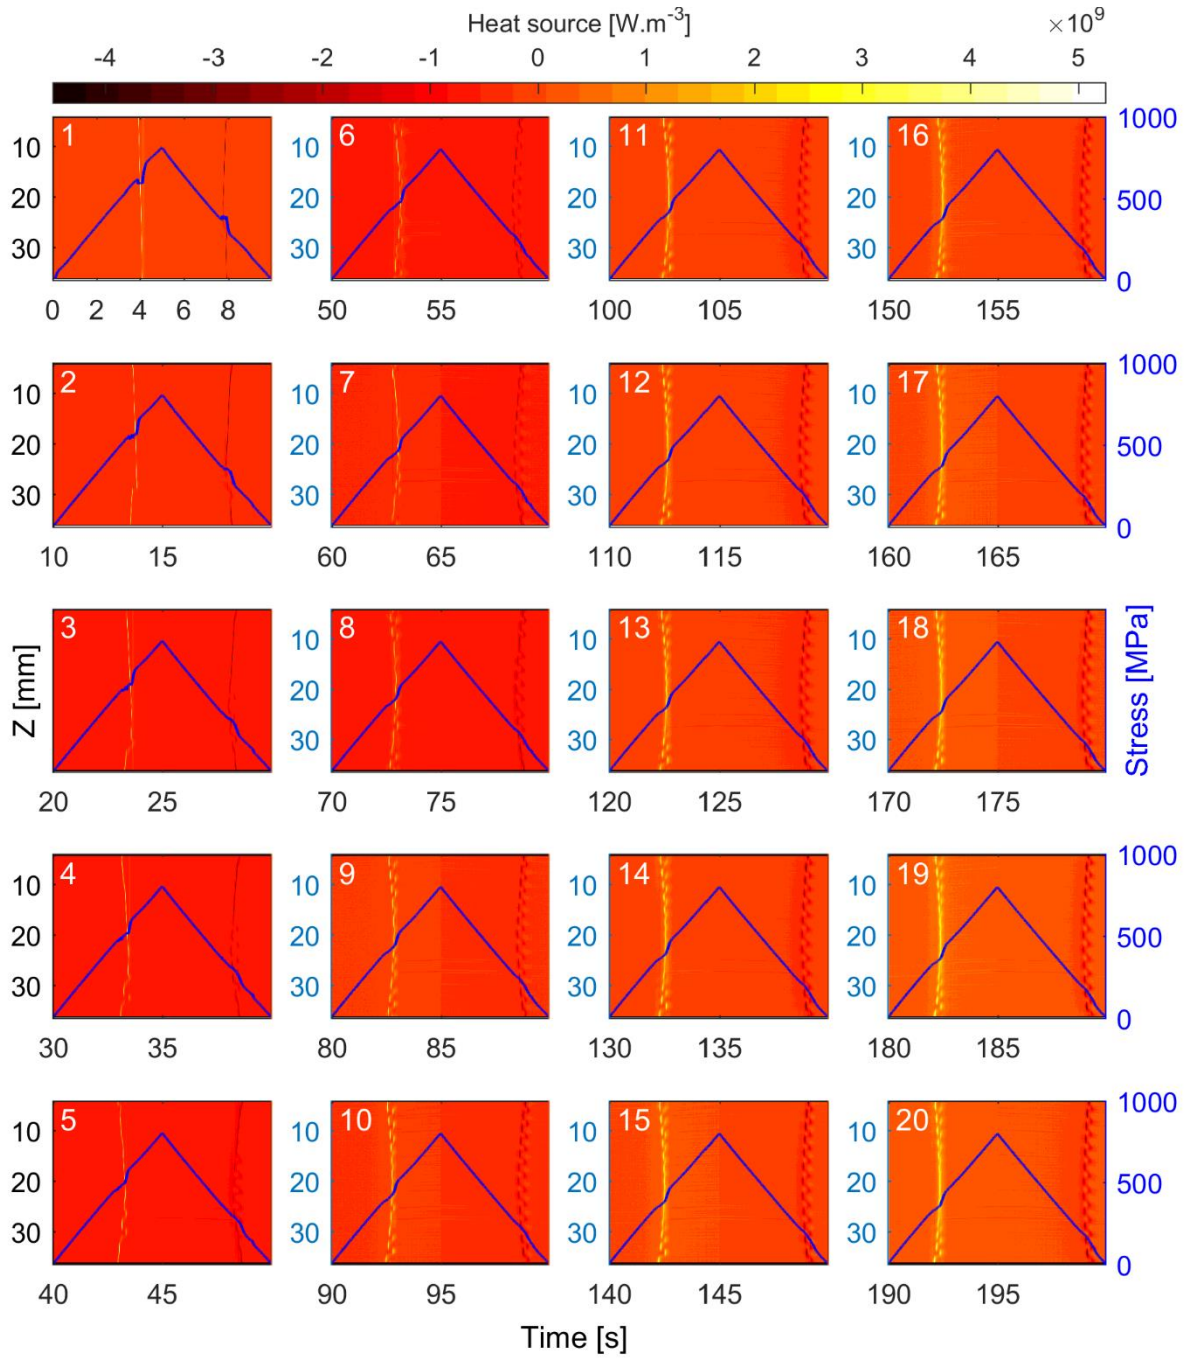 Heat source [W.m⁻³] ×10⁹
-4 -3 -2 -1 0 1 2 3 4 5
1 6 11 16 1000
10 10 10 10
20 20 20 20 500
30 30 30 30
0
0 2 4 6 8 50 55 100 105 150 155
2 7 12 17 1000
10 10 10 10
20 20 20 20 500
30 30 30 30
0
10 15 60 65 110 115 160 165
3 8 13 18
10 10 10 10
20 20 20 20
30 30 30 30
Z [mm]
Stress [MPa]
20 25 70 75 120 125 170 175
4 9 14 19 1000
10 10 10 10
20 20 20 20 500
30 30 30 30
0
30 35 80 85 130 135 180 185
5 10 15 20 1000
10 10 10 10
20 20 20 20 500
30 30 30 30
0
40 45 90 95 140 145 190 195
Time [s]